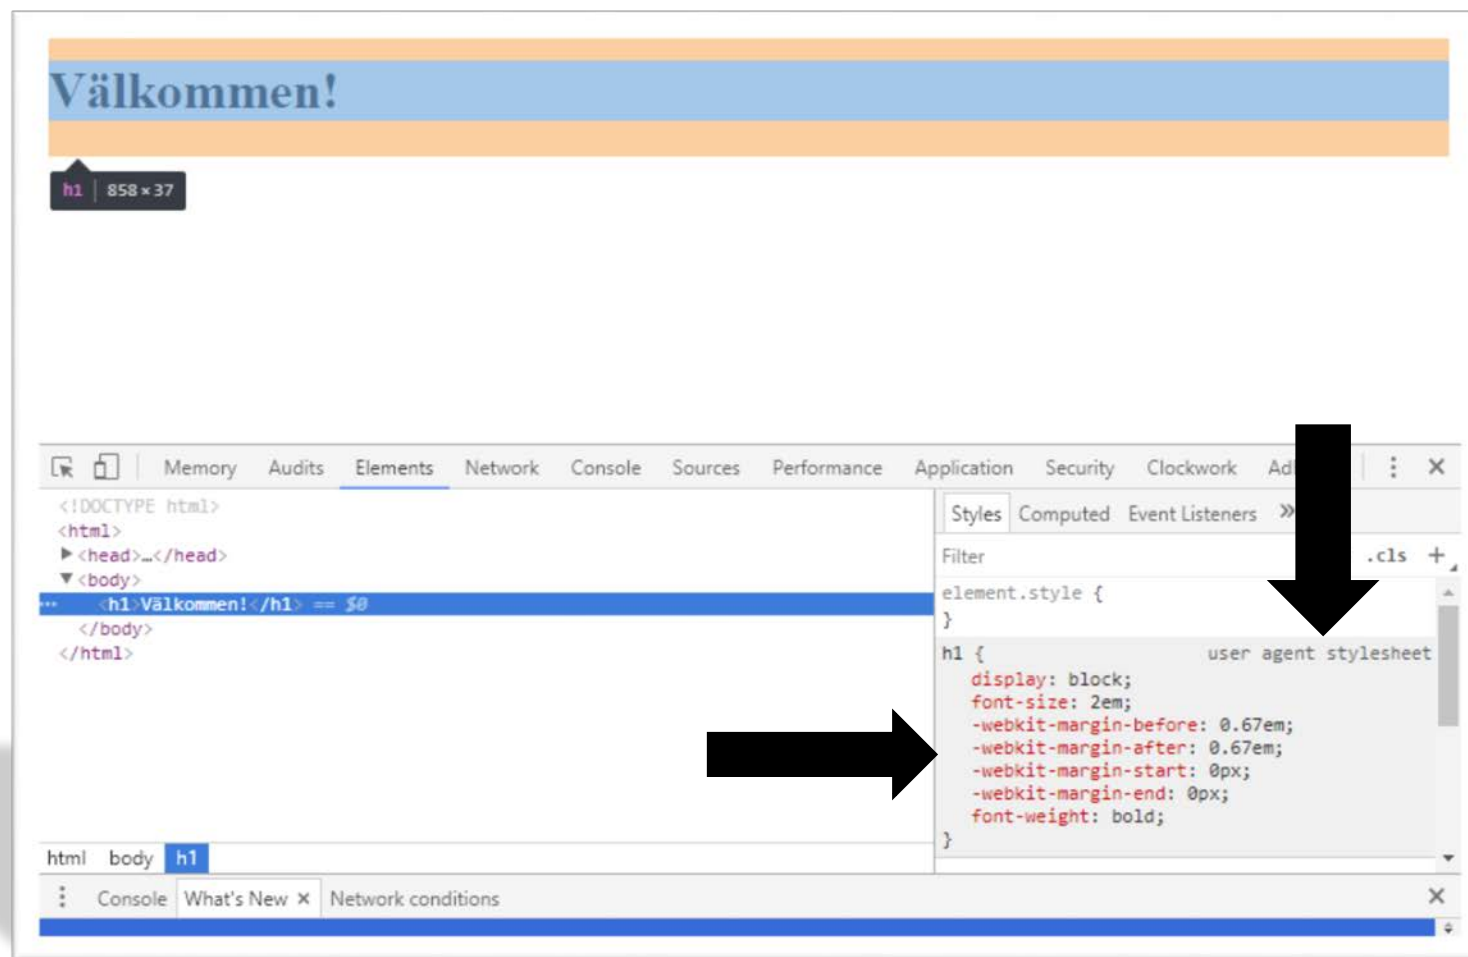 Välkommen!
h1 858 × 37
Memory Audits Elements Network Console Sources Performance Application Security Clockwork
<!DOCTYPE html>
<html>
<head>…</head>
<body>
<h1>Välkommen!</h1> == $0
</body>
</html>
html body h1
Styles Computed Event Listeners »
Filter .cls +
element.style {
}
h1 { user agent stylesheet
display: block;
font-size: 2em;
-webkit-margin-before: 0.67em;
-webkit-margin-after: 0.67em;
-webkit-margin-start: 0px;
-webkit-margin-end: 0px;
font-weight: bold;
}
Console What's New × Network conditions